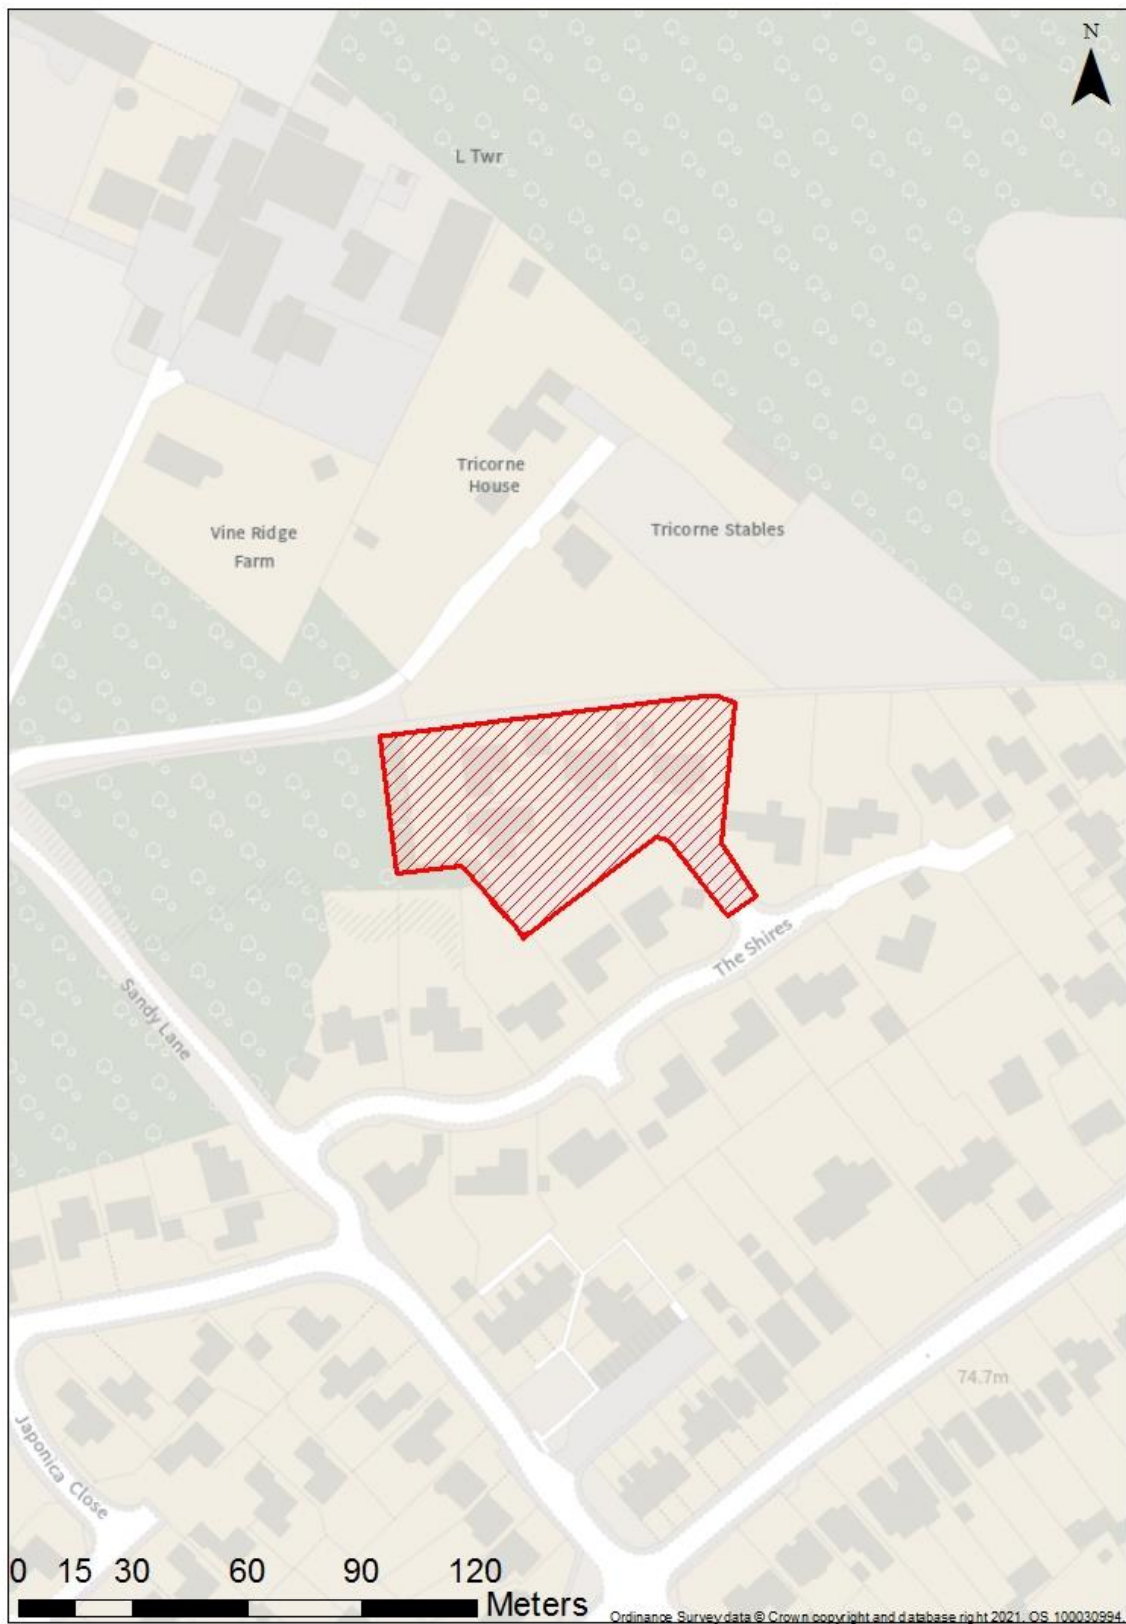 N
L Twr
Tricorne
House
Tricorne Stables
Vine Ridge
Farm
The Shires
Sandy Lane
74.7m
Japonica Close
0 15 30 60 90 120
Meters
Ordinance Survey data © Crown copyright and database right 2021. OS 100030994.